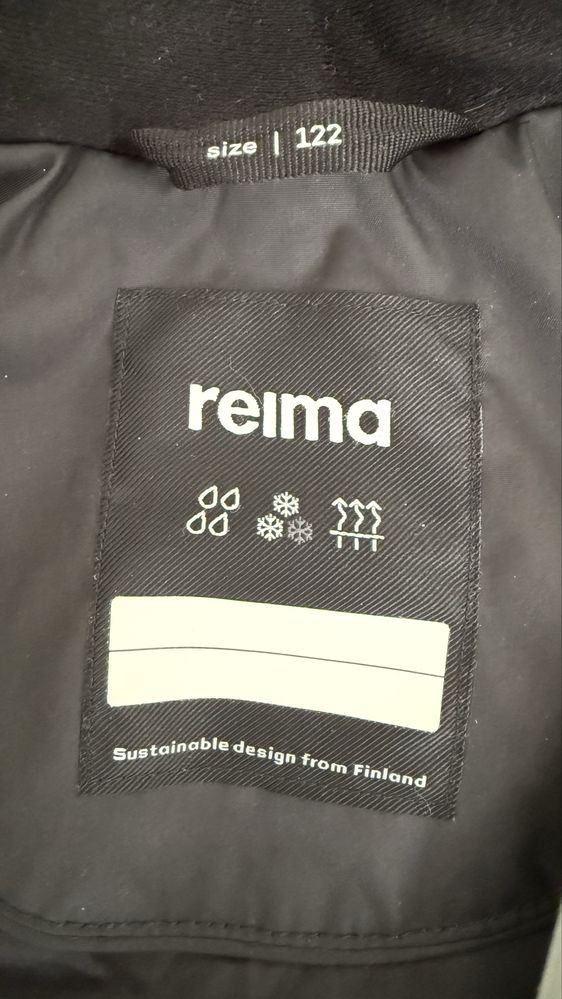 size | 122
reima
Sustainable design from Finland